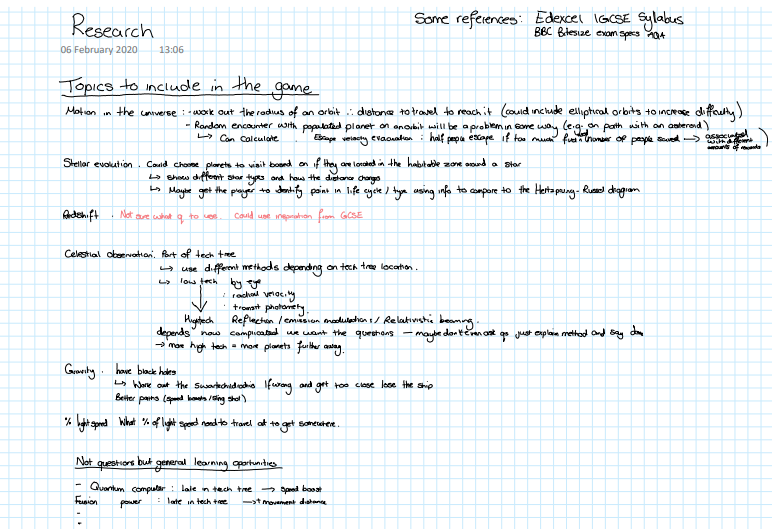 Research
Some references: Edexcel IGCSE Syllabus
BBC Bitesize exam specs AQA
06 February 2020 13:06
Topics to include in the game
Motion in the universe : - work out the radius of an orbit ∴ distance to travel to reach it (could include elliptical orbits to increase difficulty)
- Random encounter with populated planet on an orbit will be a problem in some way (e.g. on path with an asteroid)
↳ Can calculate. Escape velocity evacuation : half people escape if too much fuel used (number of people saved → associated with different amounts of rewards)
Stellar evolution. Could choose planets to visit based on if they are located in the habitable zone around a star
↳ show different star types and how the distance changes
↳ Maybe get the player to identify point in life cycle / type using info to compare to the Hertzprung-Russel diagram
Redshift. Not sure what q to use. Could use inspiration from GCSE
Celestial observation. Part of tech tree
↳ use different methods depending on tech tree location.
↳ low tech by eye
: radial velocity
: transit photometry
High tech Reflection / emission modulations / Relativistic beaming.
depends how complicated we want the questions — maybe don't even ask qs just explain method and say
→ more high tech = more planets further away.
Gravity. have black holes
↳ Work out the If wrong and get too close lose the ship
Better paths (speed boosts / sling shot)
% light speed What % of light speed need to travel at to get somewhere.
Not questions but general learning oportunities
- Quantum computer : late in tech tree → speed boost
Fusion power : late in tech tree → ↑ movement distance
-
-